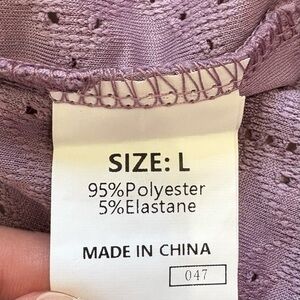 SIZE: L
95%Polyester
5%Elastane
MADE IN CHINA
047